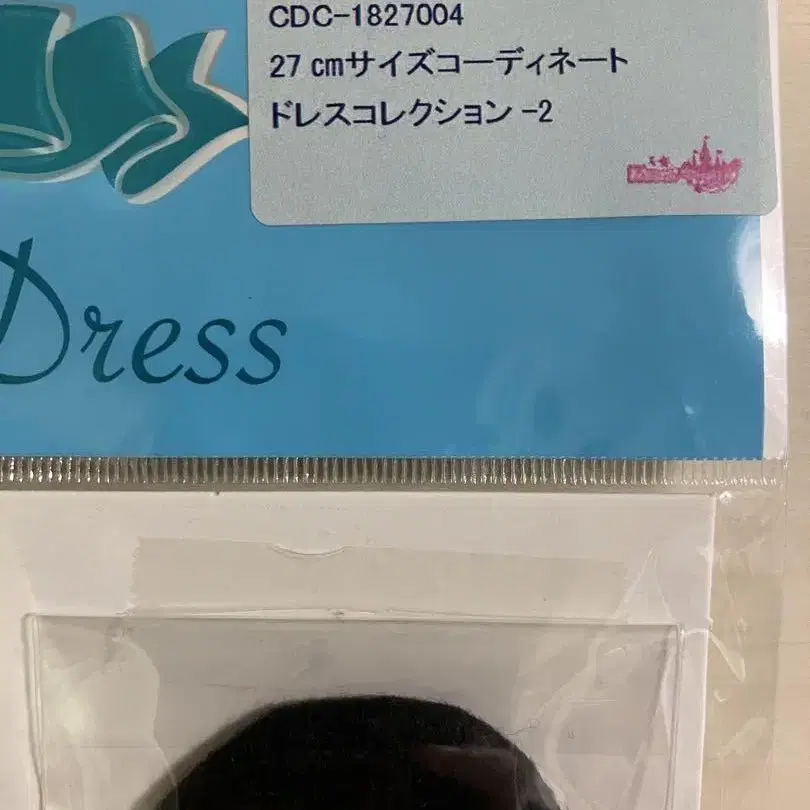 CDC-1827004
27 cmサイズコーディネート
ドレスコレクション -2
Dress